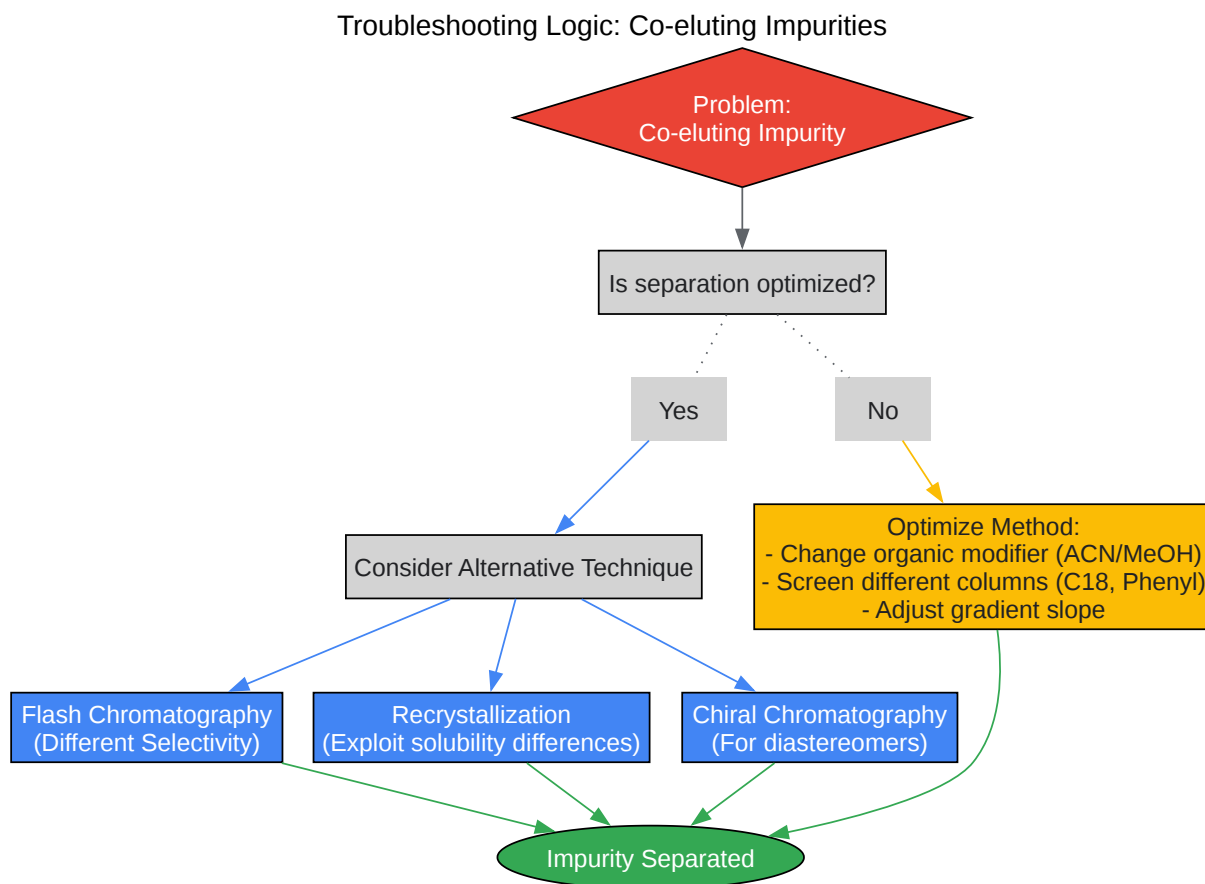 Troubleshooting Logic: Co-eluting Impurities
Problem:
Co-eluting Impurity
Is separation optimized?
Yes
No
Consider Alternative Technique
Optimize Method:
- Change organic modifier (ACN/MeOH)
- Screen different columns (C18, Phenyl)
- Adjust gradient slope
Flash Chromatography
(Different Selectivity)
Recrystallization
(Exploit solubility differences)
Chiral Chromatography
(For diastereomers)
Impurity Separated